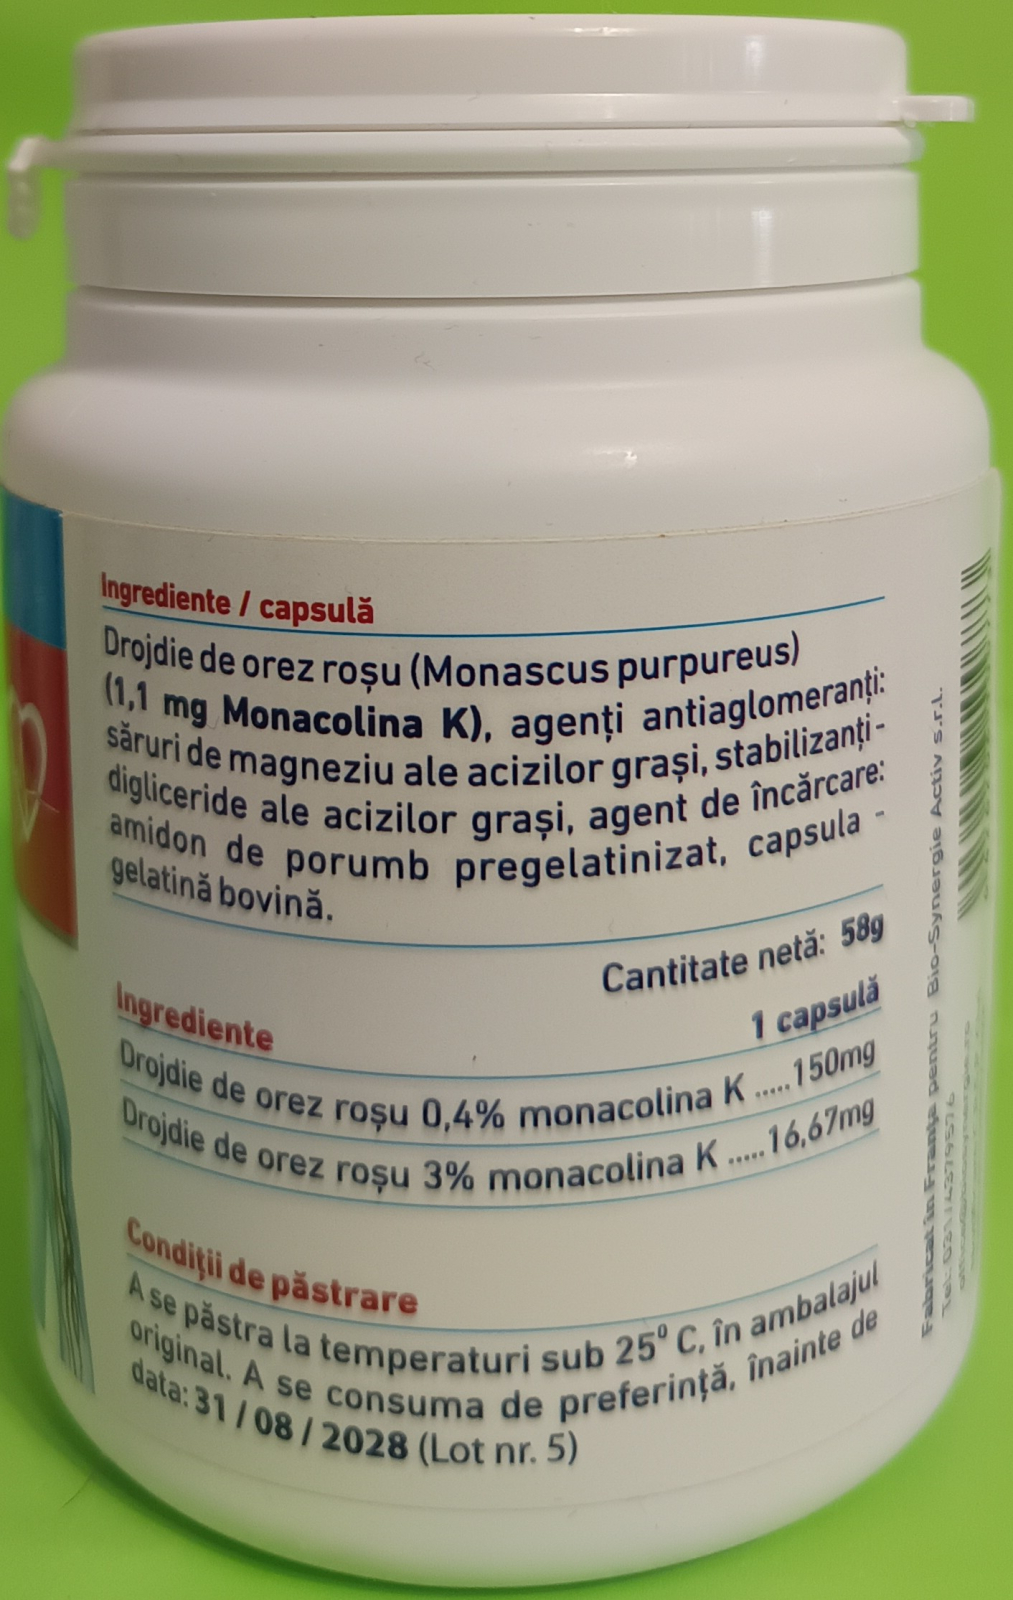 Ingrediente / capsulă
Drojdie de orez roșu (Monascus purpureus)
(1,1 mg Monacolina K), agenți antiaglomeranți:
săruri de magneziu ale acizilor grași, stabilizanți-
digliceride ale acizilor grași, agent de încărcare:
amidon de porumb pregelatinizat, capsula -
gelatină bovină.
Cantitate netă: 58g
Ingrediente
1 capsulă
Drojdie de orez roșu 0,4% monacolina K .....150mg
Drojdie de orez roșu 3% monacolina K .....16,67mg
Condiții de păstrare
A se păstra la temperaturi sub 25⁰ C, în ambalajul
original. A se consuma de preferință, înainte de
data: 31 / 08 / 2028 (Lot nr. 5)
Fabricat în Franța pentru Bio-Synergie Activ s.r.l.
Tel: 031/4379576